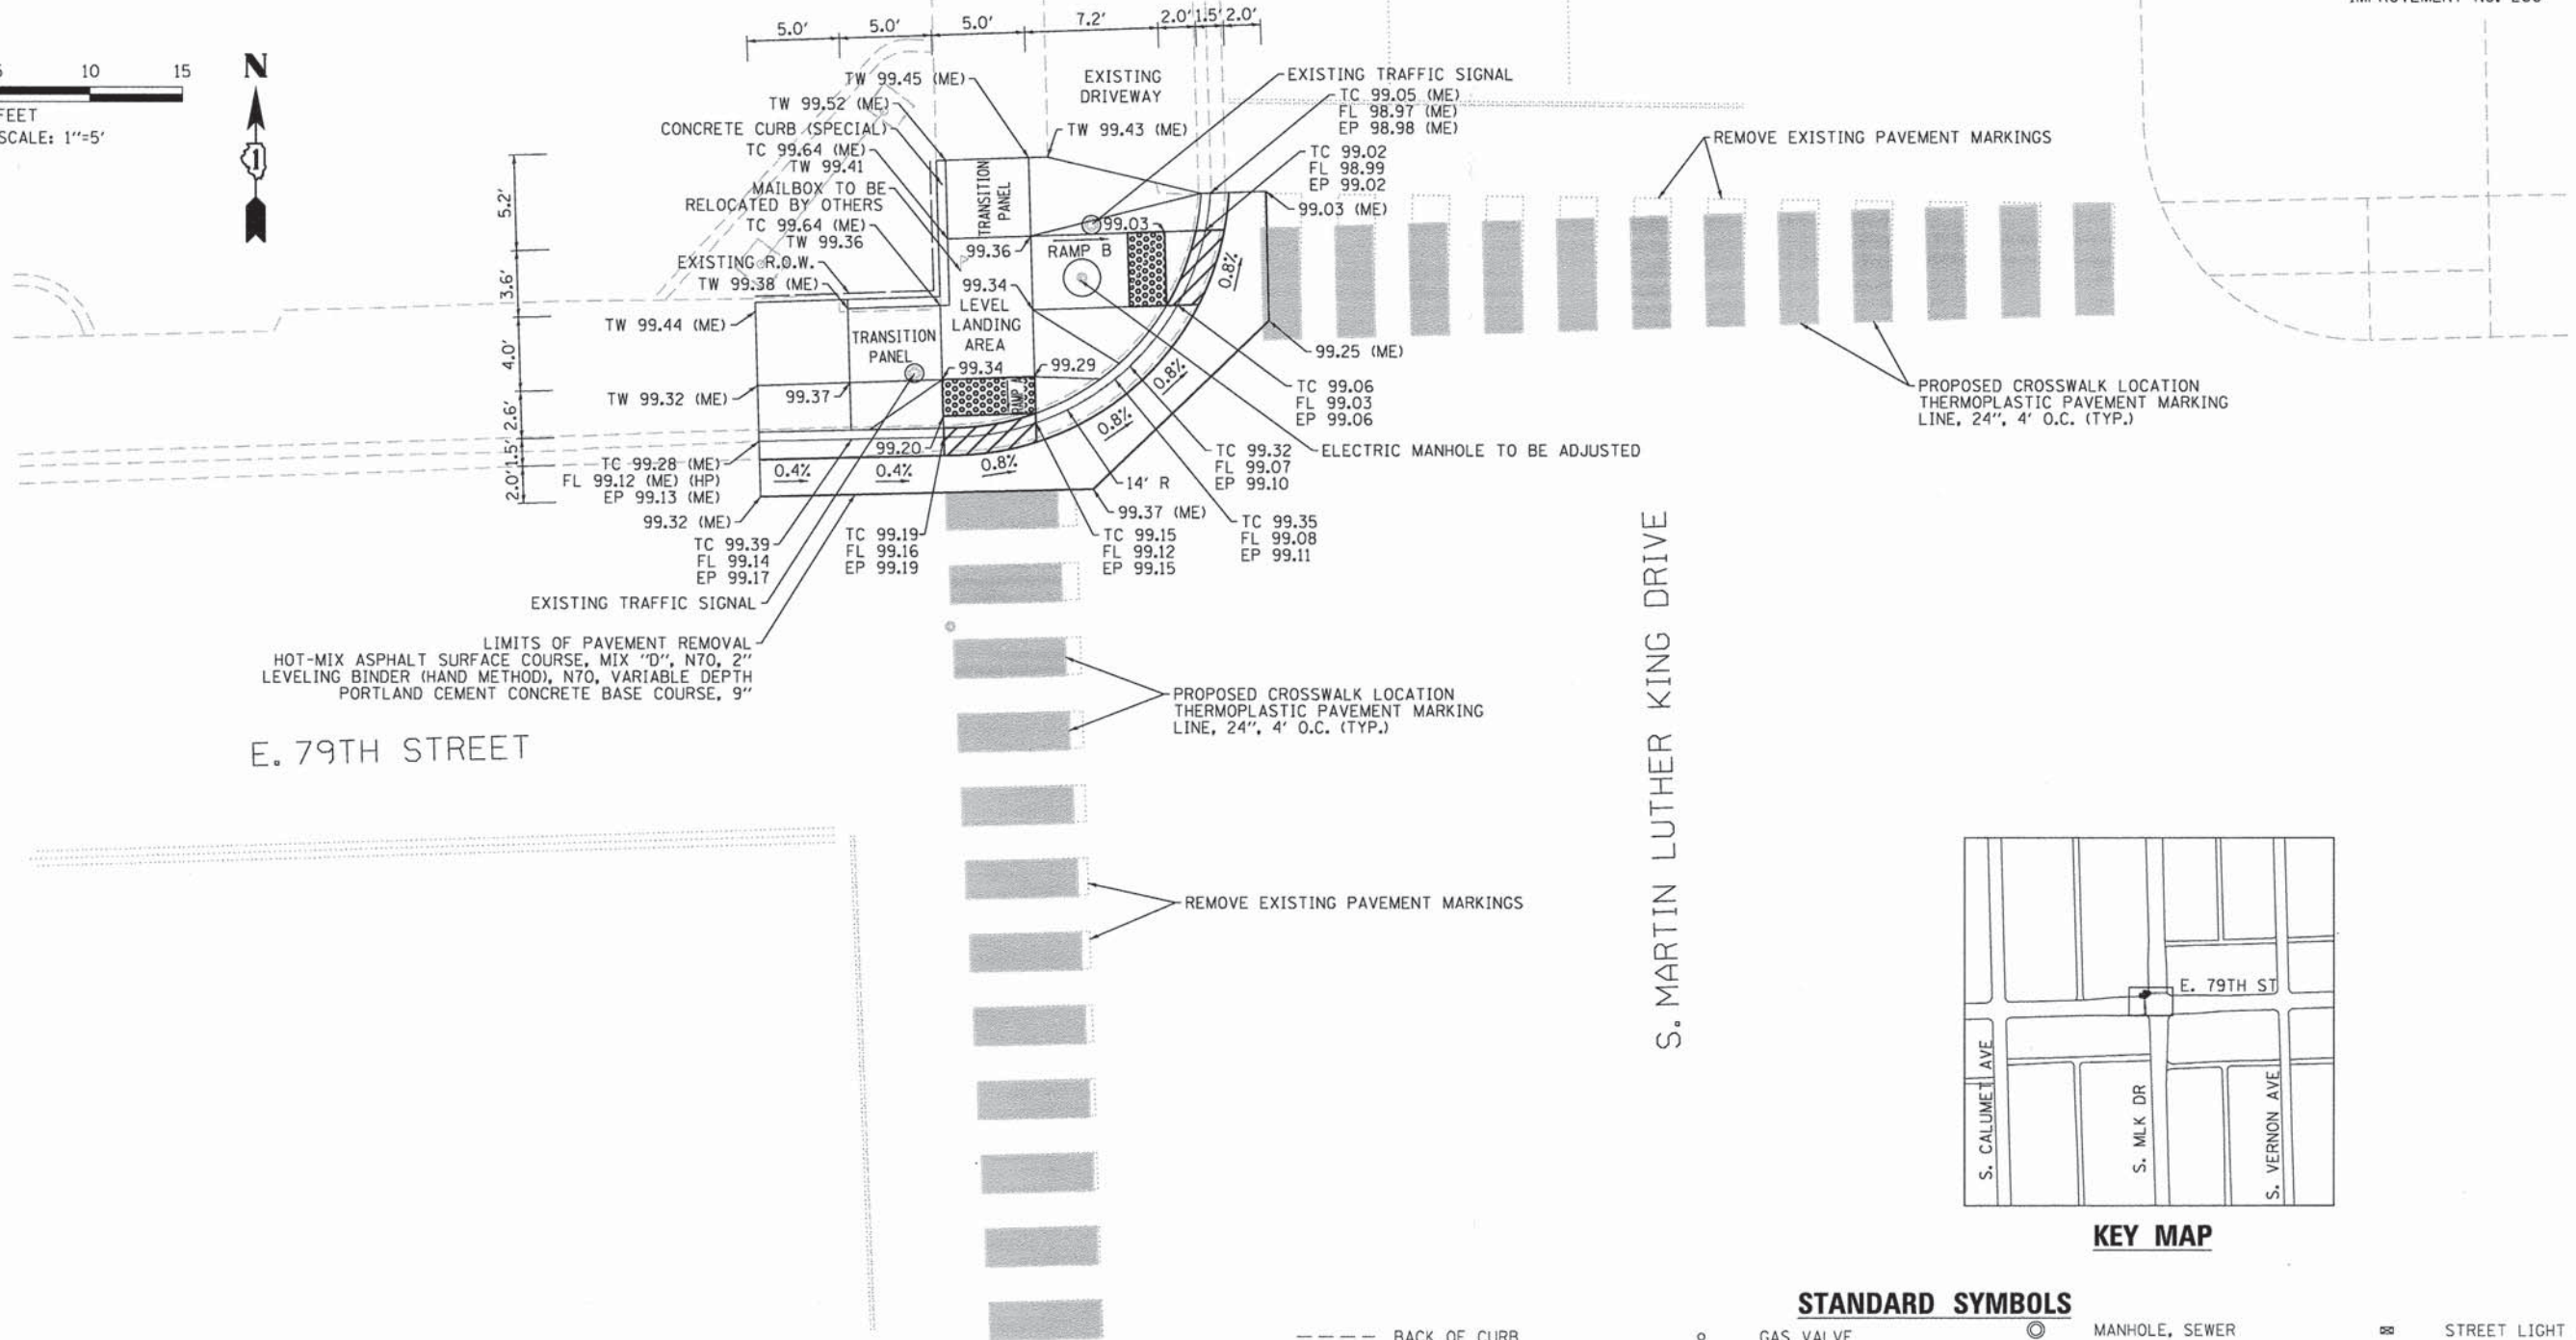 5.0'
5.0'
5.0'
7.2'
2.0'
1.5'
2.0'
10
15
N
FEET
SCALE: 1"=5'
1
TW 99.45 (ME)
TW 99.52 (ME)
CONCRETE CURB (SPECIAL)
TC 99.64 (ME)
TW 99.41
MAILBOX TO BE
RELOCATED BY OTHERS
TC 99.64 (ME)
TW 99.36
EXISTING R.O.W.
TW 99.38 (ME)
TW 99.44 (ME)
TW 99.32 (ME)
EXISTING
DRIVEWAY
TW 99.43 (ME)
EXISTING TRAFFIC SIGNAL
TC 99.05 (ME)
FL 98.97 (ME)
EP 98.98 (ME)
TC 99.02
FL 98.99
EP 99.02
99.03 (ME)
REMOVE EXISTING PAVEMENT MARKINGS
5.2'
3.6'
4.0'
2.6'
1.5'
2.0'
TRANSITION
PANEL
99.03
99.36
RAMP B
99.34
LEVEL
LANDING
AREA
TRANSITION
PANEL
99.34
99.29
RAMP A
99.37
99.20
0.4%
0.4%
0.8%
0.8%
0.8%
0.8%
99.25 (ME)
TC 99.06
FL 99.03
EP 99.06
PROPOSED CROSSWALK LOCATION
THERMOPLASTIC PAVEMENT MARKING
LINE, 24", 4' O.C. (TYP.)
ELECTRIC MANHOLE TO BE ADJUSTED
TC 99.32
FL 99.07
EP 99.10
14' R
99.37 (ME)
TC 99.35
FL 99.08
EP 99.11
TC 99.15
FL 99.12
EP 99.15
TC 99.19
FL 99.16
EP 99.19
TC 99.28 (ME)
FL 99.12 (ME) (HP)
EP 99.13 (ME)
99.32 (ME)
TC 99.39
FL 99.14
EP 99.17
EXISTING TRAFFIC SIGNAL
LIMITS OF PAVEMENT REMOVAL
HOT-MIX ASPHALT SURFACE COURSE, MIX "D", N70, 2"
LEVELING BINDER (HAND METHOD), N70, VARIABLE DEPTH
PORTLAND CEMENT CONCRETE BASE COURSE, 9"
PROPOSED CROSSWALK LOCATION
THERMOPLASTIC PAVEMENT MARKING
LINE, 24", 4' O.C. (TYP.)
E. 79TH STREET
REMOVE EXISTING PAVEMENT MARKINGS
S. MARTIN LUTHER KING DRIVE
E. 79TH ST
S. CALUMET AVE
S. MLK DR
S. VERNON AVE
KEY MAP
STANDARD SYMBOLS
BACK OF CURB
GAS VALVE
MANHOLE, SEWER
STREET LIGHT